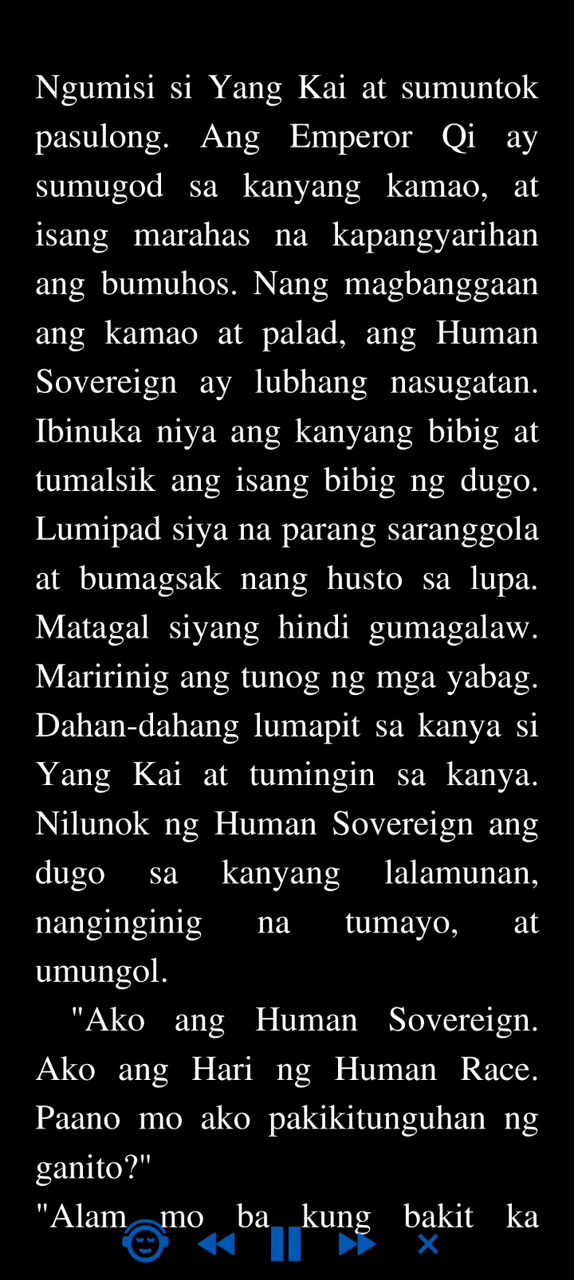 Ngumisi si Yang Kai at sumuntok
pasulong. Ang Emperor Qi ay
sumugod sa kanyang kamao, at
isang marahas na kapangyarihan
ang bumuhos. Nang magbanggaan
ang kamao at palad, ang Human
Sovereign ay lubhang nasugatan.
Ibinuka niya ang kanyang bibig at
tumalsik ang isang bibig ng dugo.
Lumipad siya na parang saranggola
at bumagsak nang husto sa lupa.
Matagal siyang hindi gumagalaw.
Maririnig ang tunog ng mga yabag.
Dahan-dahang lumapit sa kanya si
Yang Kai at tumingin sa kanya.
Nilunok ng Human Sovereign ang
dugo sa kanyang lalamunan,
nanginginig na tumayo, at
umungol.
"Ako ang Human Sovereign.
Ako ang Hari ng Human Race.
Paano mo ako pakikitunguhan ng
ganito?"
"Alam mo ba kung bakit ka